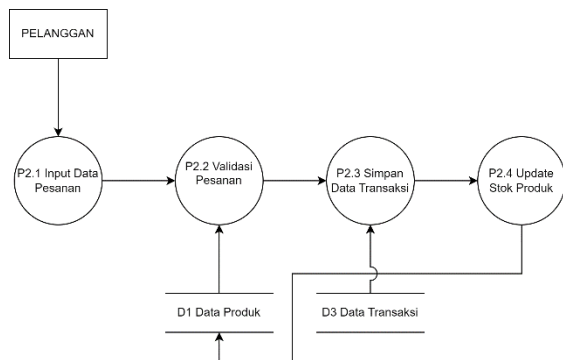 PELANGGAN
P2.1 Input Data
Pesanan
P2.2 Validasi
Pesanan
P2.3 Simpan
Data Transaksi
P2.4 Update
Stok Produk
D1 Data Produk
D3 Data Transaksi